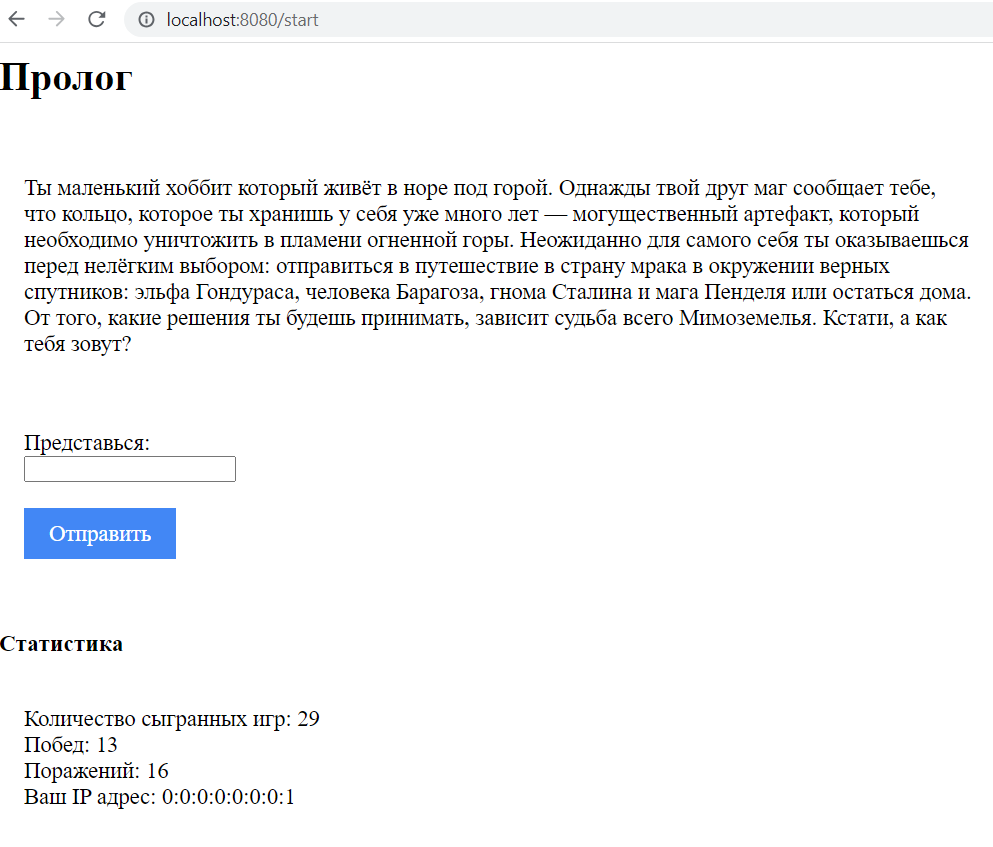 localhost:8080/start
Пролог
Ты маленький хоббит который живёт в норе под горой. Однажды твой друг маг сообщает тебе,
что кольцо, которое ты хранишь у себя уже много лет — могущественный артефакт, который
необходимо уничтожить в пламени огненной горы. Неожиданно для самого себя ты оказываешься
перед нелёгким выбором: отправиться в путешествие в страну мрака в окружении верных
спутников: эльфа Гондураса, человека Барагоза, гнома Сталина и мага Пенделя или остаться дома.
От того, какие решения ты будешь принимать, зависит судьба всего Мимоземелья. Кстати, а как
тебя зовут?
Представься:
Отправить
Статистика
Количество сыгранных игр: 29
Побед: 13
Поражений: 16
Ваш IP адрес: 0:0:0:0:0:0:0:1